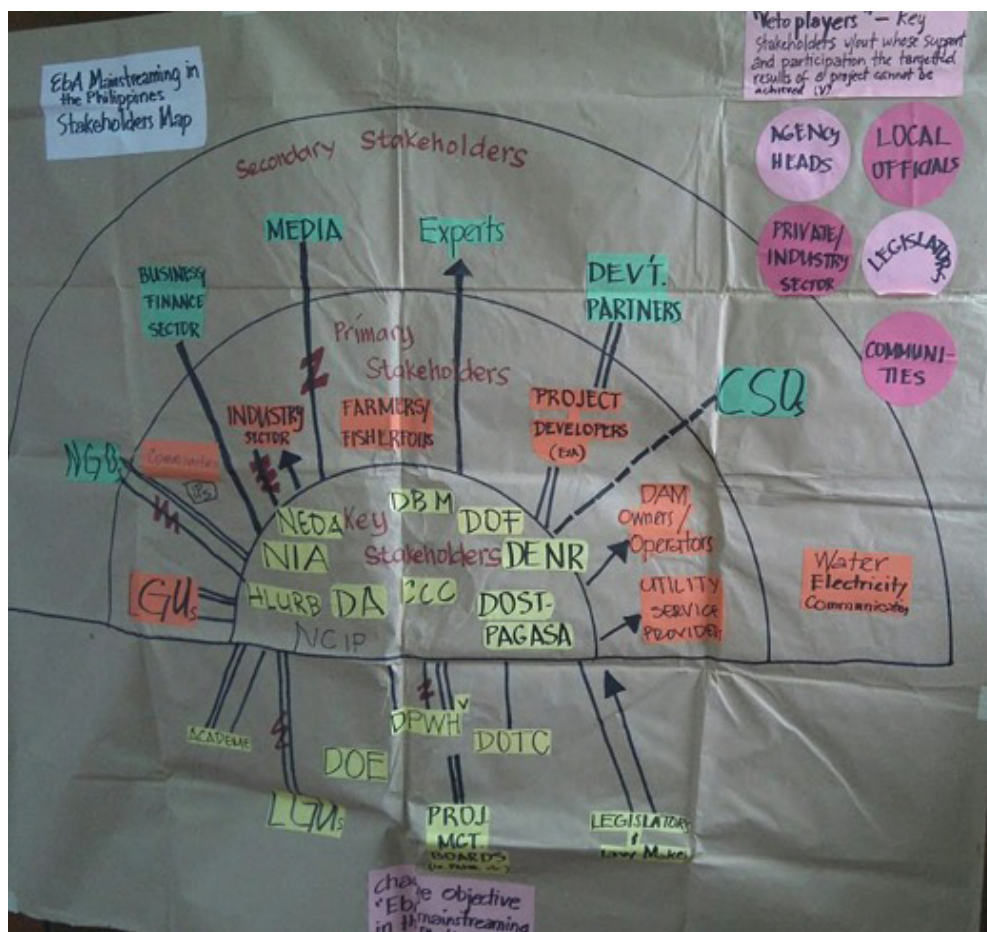 EbA Mainstreaming in
the Philippines
Stakeholders Map
"Veto players" – Key
Stakeholders w/out whose support
and participation the targeted
results of a project cannot be
achieved (V)
AGENCY
HEADS
LOCAL
OFFICIALS
PRIVATE/
INDUSTRY
SECTOR
LEGISLATORS
COMMUNI-
TIES
Secondary Stakeholders
MEDIA
Experts
BUSINESS/
FINANCE
SECTOR
DEV'T.
PARTNERS
CSOs
Primary
Stakeholders
INDUSTRY
SECTOR
FARMERS/
FISHERFOLKS
PROJECT
DEVELOPERS
NGOs
Communities
IPs
GUs
DAM
Owners/
Operators
UTILITY
SERVICE
PROVIDERS
Water
Electricity
Key
Stakeholders
NEDA
DBM
DOF
NIA
DENR
HLURB
DA
CCC
DOST-
PAGASA
NCIP
ACADEME
LGUs
DOE
DPWH V
DOTC
PROJ
MGT
BOARDS
LEGISLATORS
&
Law Makers
e objective
"Eb mainstreaming